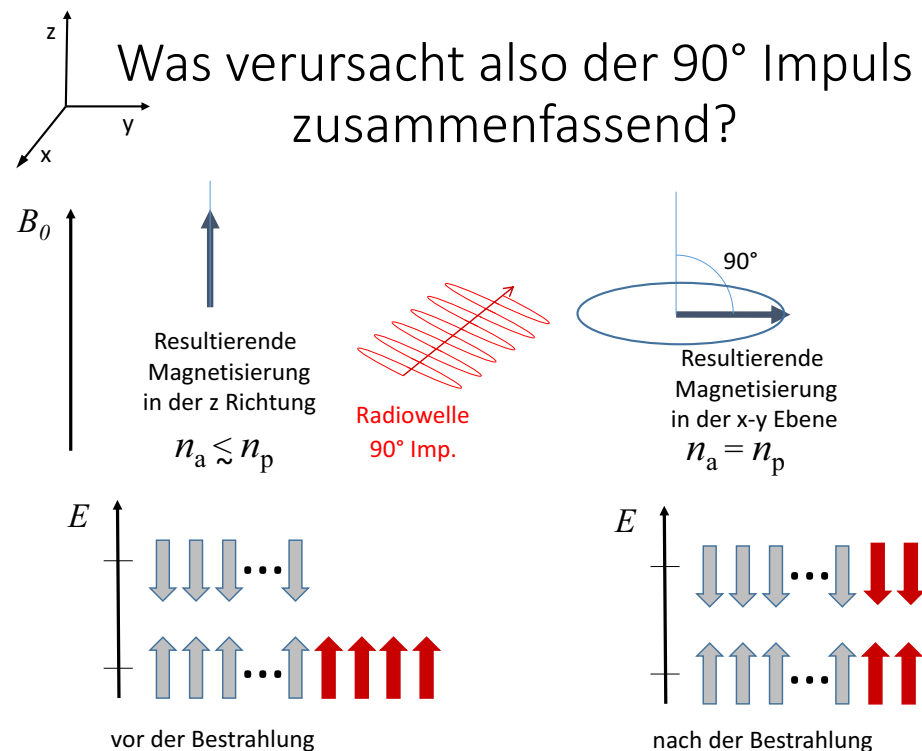 z
y
x
Was verursacht also der 90° Impuls
zusammenfassend?
B₀
90°
Resultierende
Magnetisierung
in der z Richtung
nₐ ≲ nₚ
Radiowelle
90° Imp.
Resultierende
Magnetisierung
in der x-y Ebene
nₐ = nₚ
E
...
...
vor der Bestrahlung
E
...
...
nach der Bestrahlung